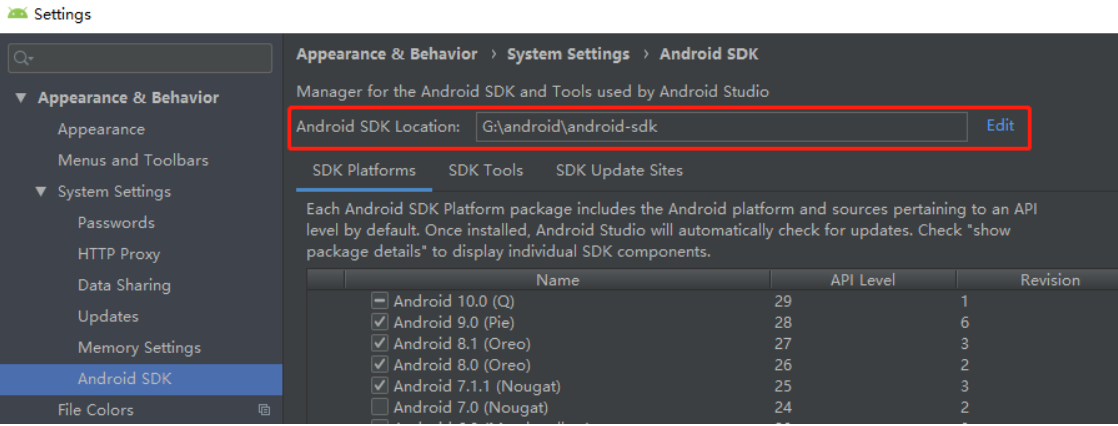 Settings
Appearance & Behavior
Appearance
Menus and Toolbars
System Settings
Passwords
HTTP Proxy
Data Sharing
Updates
Memory Settings
Android SDK
File Colors
Appearance & Behavior › System Settings › Android SDK
Manager for the Android SDK and Tools used by Android Studio
Android SDK Location: G:\android\android-sdk Edit
SDK Platforms SDK Tools SDK Update Sites
Each Android SDK Platform package includes the Android platform and sources pertaining to an API
level by default. Once installed, Android Studio will automatically check for updates. Check "show
package details" to display individual SDK components.
Name API Level Revision
Android 10.0 (Q) 29 1
Android 9.0 (Pie) 28 6
Android 8.1 (Oreo) 27 3
Android 8.0 (Oreo) 26 2
Android 7.1.1 (Nougat) 25 3
Android 7.0 (Nougat) 24 2